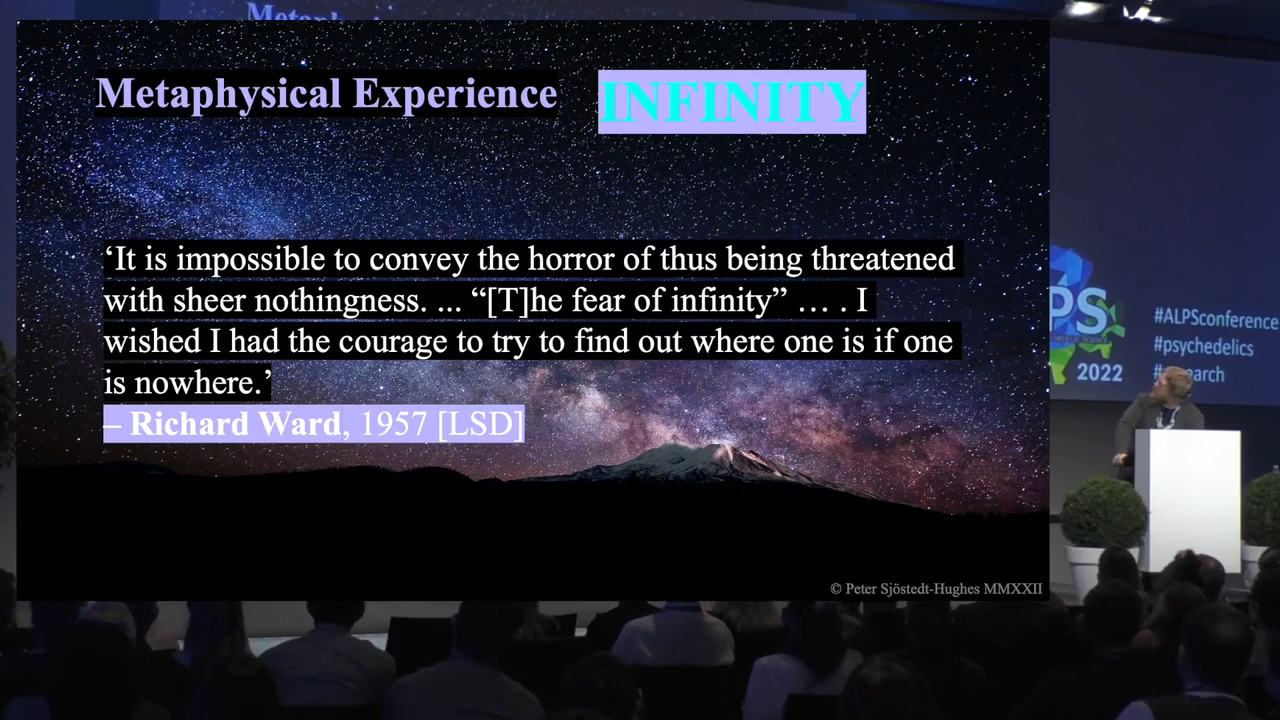 Metaphysical Experience
INFINITY
‘It is impossible to convey the horror of thus being threatened
with sheer nothingness. ... “[T]he fear of infinity” … . I
wished I had the courage to try to find out where one is if one
is nowhere.’
– Richard Ward, 1957 [LSD]
© Peter Sjöstedt-Hughes MMXXII
PS
2022
#ALPSconference
#psychedelics